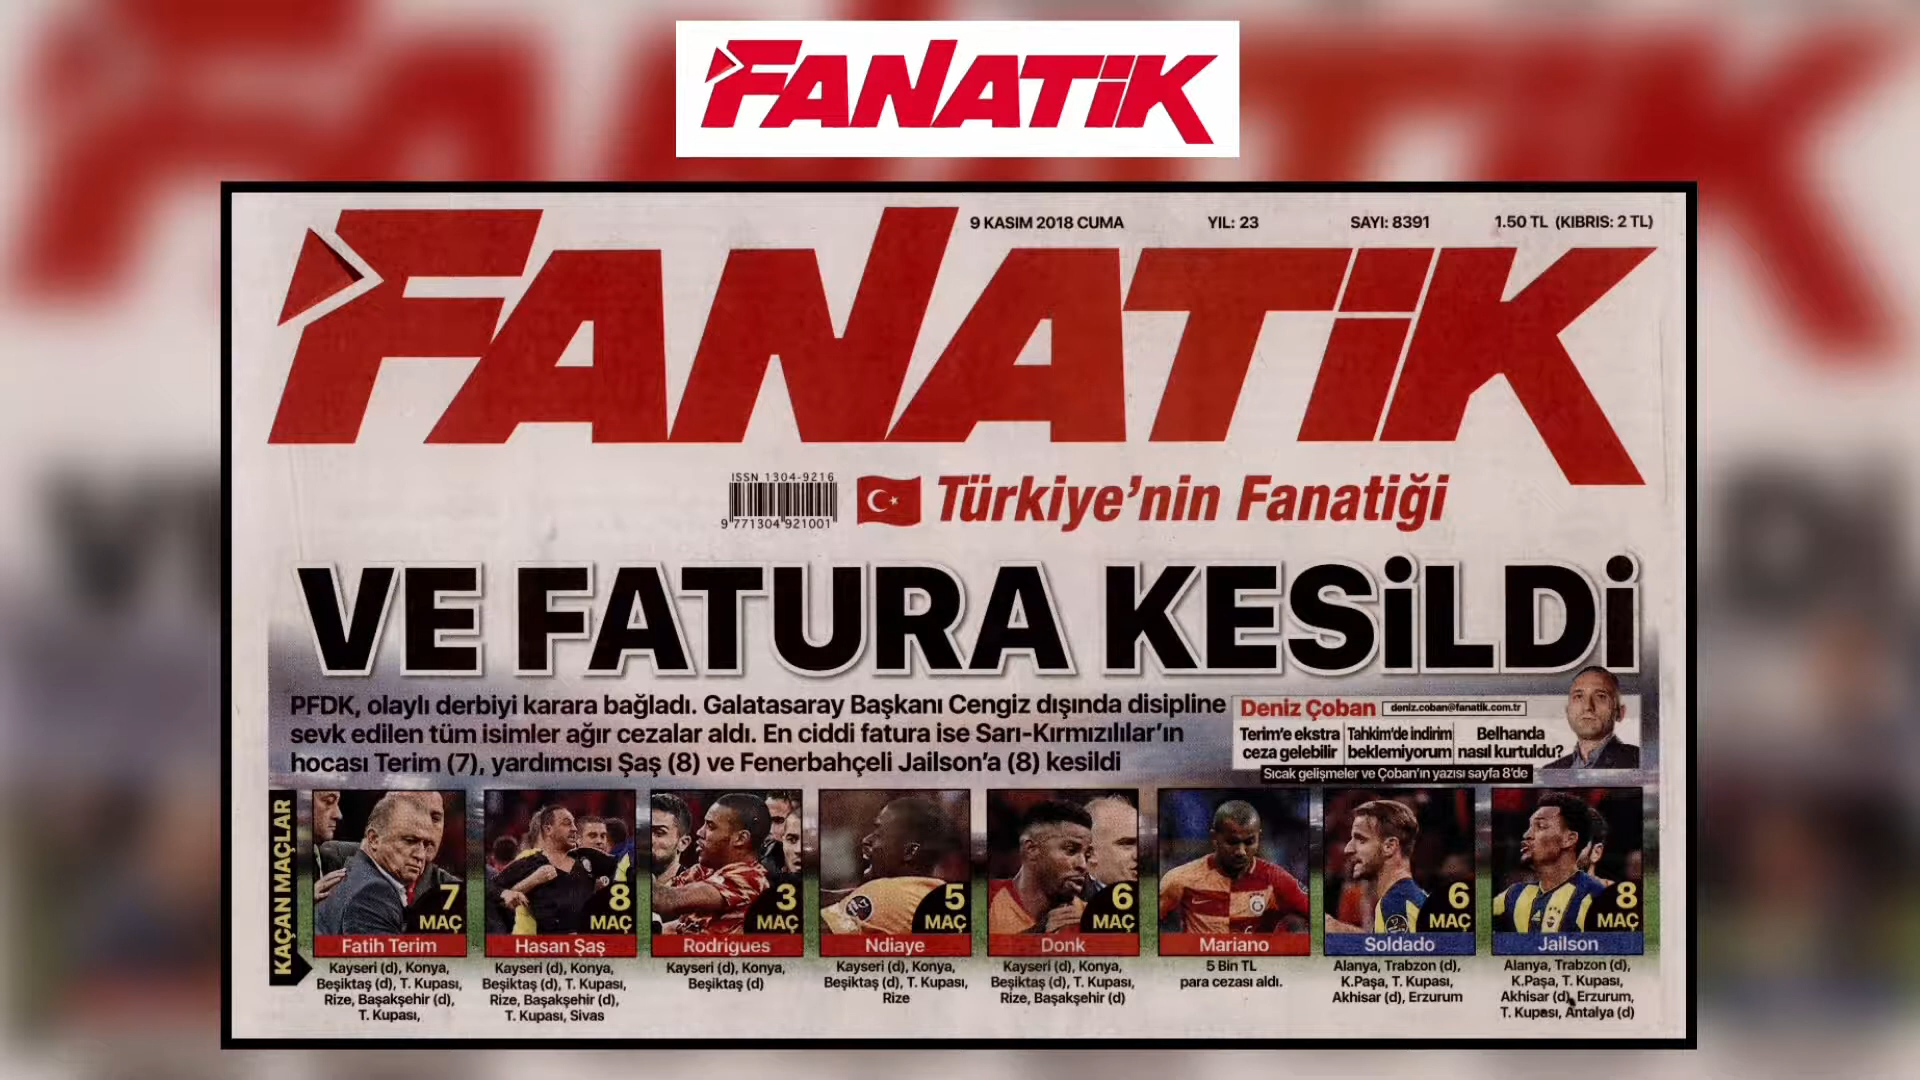 FANATiK
9 KASIM 2018 CUMA YIL: 23 SAYI: 8391 1.50 TL (KIBRIS: 2 TL)
FANATiK
ISSN 1304-9216
9 771304 921001
Türkiye'nin Fanatiği
VE FATURA KESiLDi
PFDK, olaylı derbiyi karara bağladı. Galatasaray Başkanı Cengiz dışında disipline
sevk edilen tüm isimler ağır cezalar aldı. En ciddi fatura ise Sarı-Kırmızılılar'ın
hocası Terim (7), yardımcısı Şaş (8) ve Fenerbahçeli Jailson'a (8) kesildi
Deniz Çoban deniz.coban@fanatik.com.tr
Terim'e ekstra
ceza gelebilir
Tahkim'de indirim
beklemiyorum
Belhanda
nasıl kurtuldu?
Sıcak gelişmeler ve Çoban'ın yazısı sayfa 8'de
KAÇAN MAÇLAR
7
MAÇ
Fatih Terim
Kayseri (d), Konya,
Beşiktaş (d), T. Kupası,
Rize, Başakşehir (d),
T. Kupası,
8
MAÇ
Hasan Şaş
Kayseri (d), Konya,
Beşiktaş (d), T. Kupası,
Rize, Başakşehir (d),
T. Kupası, Sivas
3
MAÇ
Rodrigues
Kayseri (d), Konya,
Beşiktaş (d)
5
MAÇ
Ndiaye
Kayseri (d), Konya,
Beşiktaş (d), T. Kupası,
Rize
6
MAÇ
Donk
Kayseri (d), Konya,
Beşiktaş (d), T. Kupası,
Rize, Başakşehir (d)
Mariano
5 Bin TL
para cezası aldı.
6
MAÇ
Soldado
Alanya, Trabzon (d),
K.Paşa, T. Kupası,
Akhisar (d), Erzurum
8
MAÇ
Jailson
Alanya, Trabzon (d),
K.Paşa, T. Kupası,
Akhisar (d), Erzurum,
T. Kupası, Antalya (d)